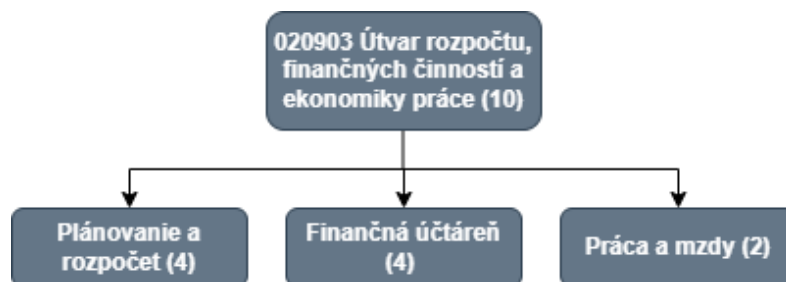 020903 Útvar rozpočtu,
finančných činností a
ekonomiky práce (10)
Plánovanie a
rozpočet (4)
Finančná účtáreň
(4)
Práca a mzdy (2)